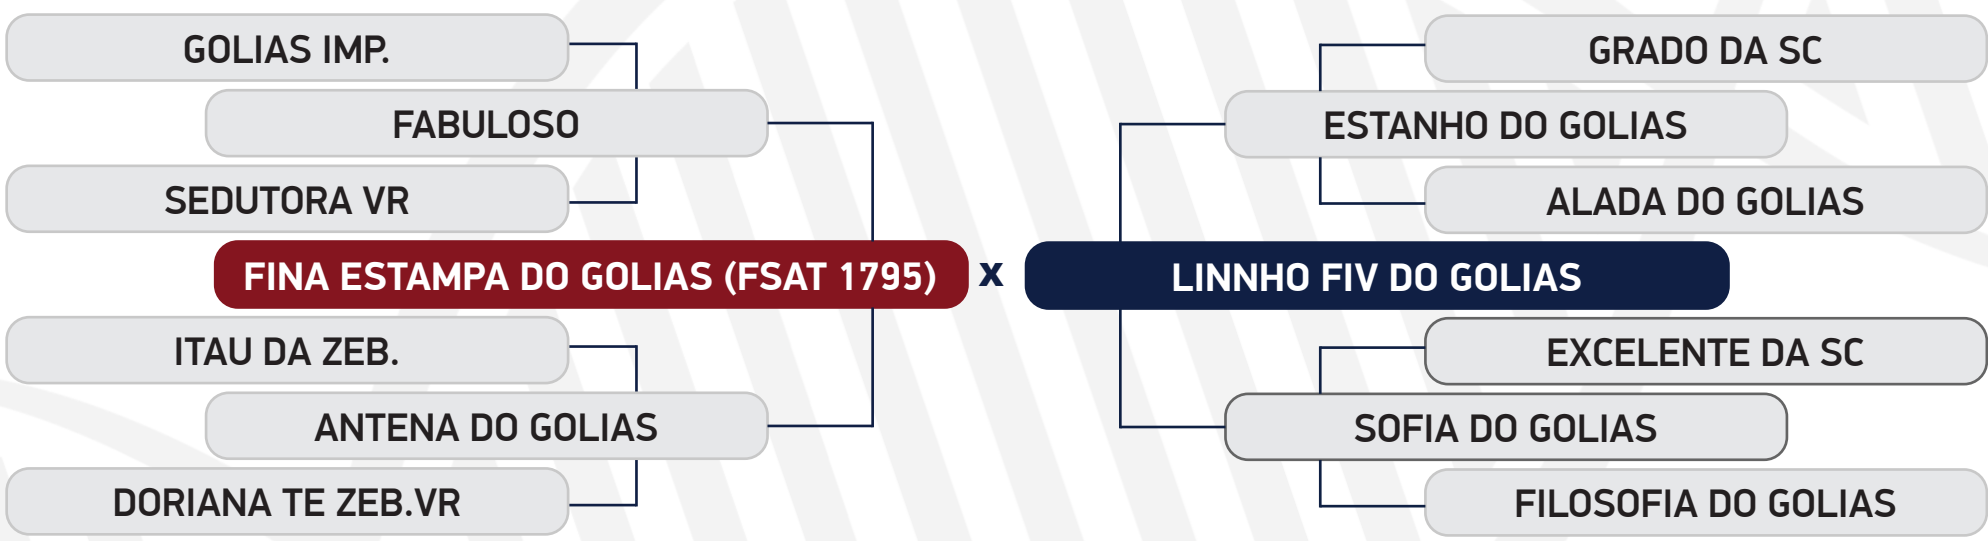 GOLIAS IMP.
FABULOSO
SEDUTORA VR
FINA ESTAMPA DO GOLIAS (FSAT 1795)
ITAU DA ZEB.
ANTENA DO GOLIAS
DORIANA TE ZEB.VR
X
GRADO DA SC
ESTANHO DO GOLIAS
ALADA DO GOLIAS
LINNHO FIV DO GOLIAS
EXCELENTE DA SC
SOFIA DO GOLIAS
FILOSOFIA DO GOLIAS